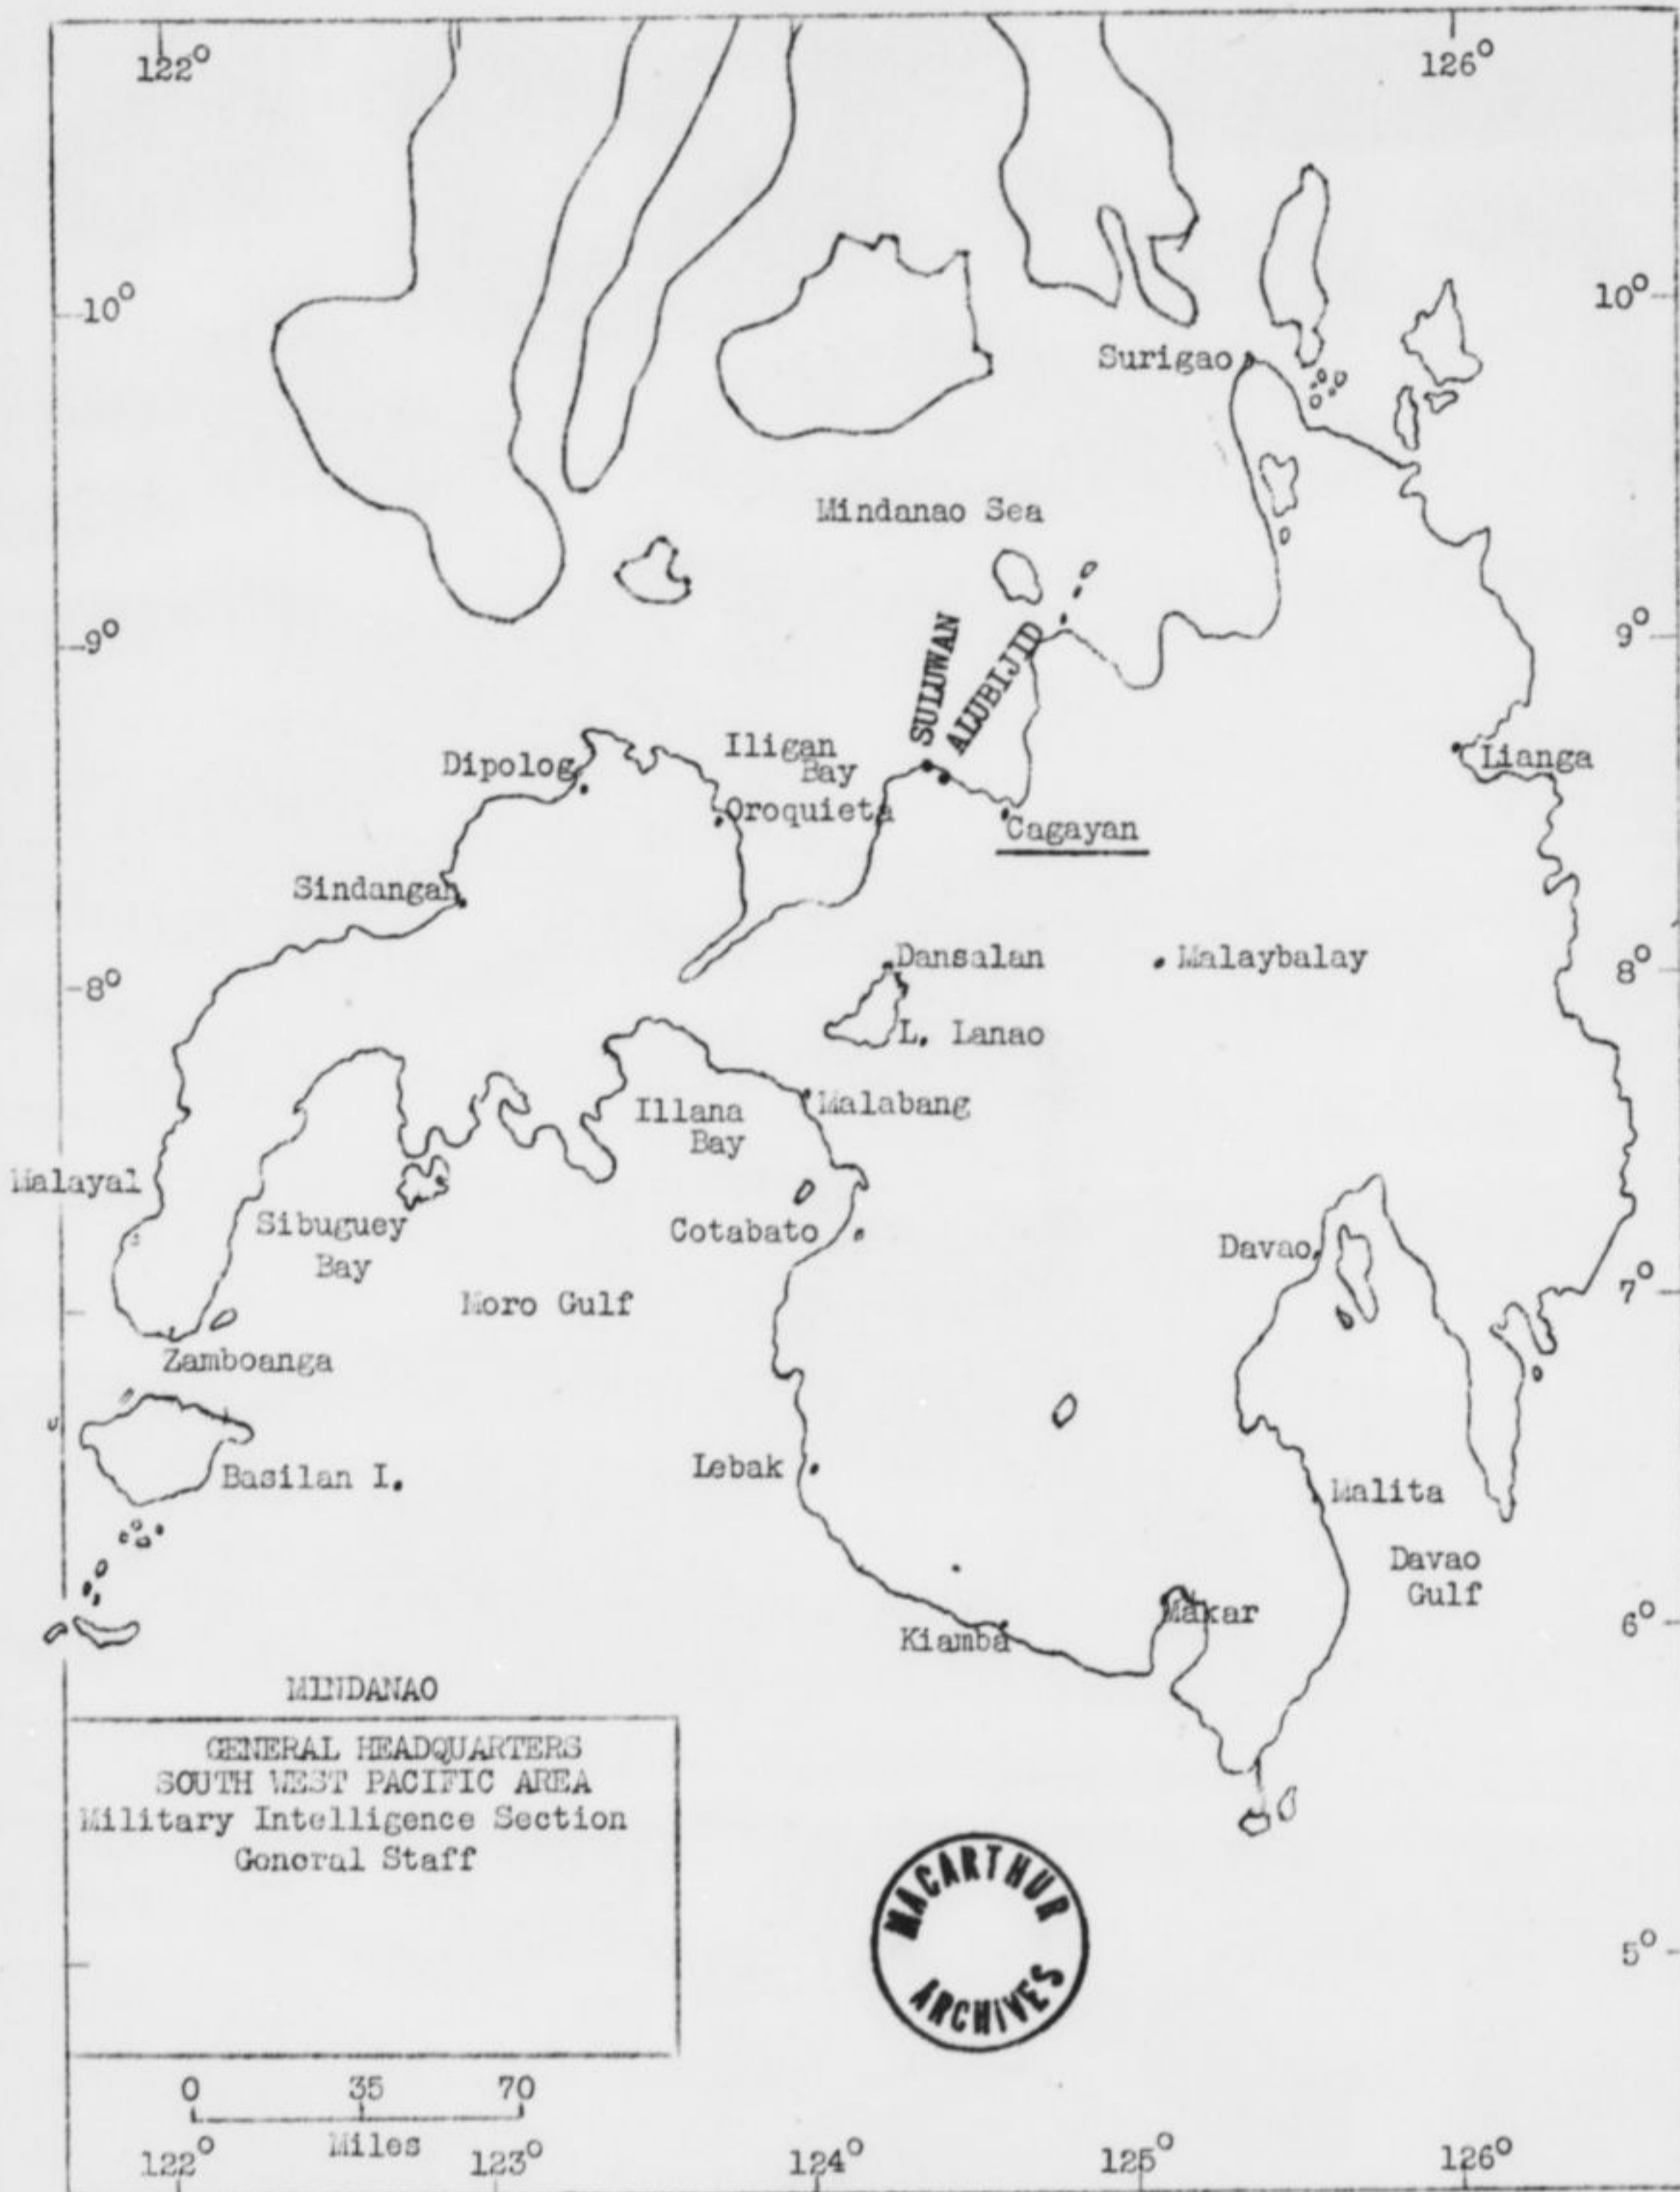 122°
126°
10°
10°
Surigao
Mindanao Sea
9°
9°
SULUWAN
ALUBIJID
Iligan
Bay
Dipolog
Lianga
Oroquieta
Cagayan
Sindangan
Dansalan
Malaybalay
8°
8°
L. Lanao
Malabang
Illana
Bay
Malayal
Sibuguey
Bay
Cotabato
Davao
Moro Gulf
7°
Zamboanga
Basilan I.
Lebak
Malita
Davao
Gulf
Makar
6°
Kiamba
MINDANAO
GENERAL HEADQUARTERS
SOUTH WEST PACIFIC AREA
Military Intelligence Section
General Staff
MACARTHUR
ARCHIVES
5°
0 35 70
Miles
122° 123° 124° 125° 126°